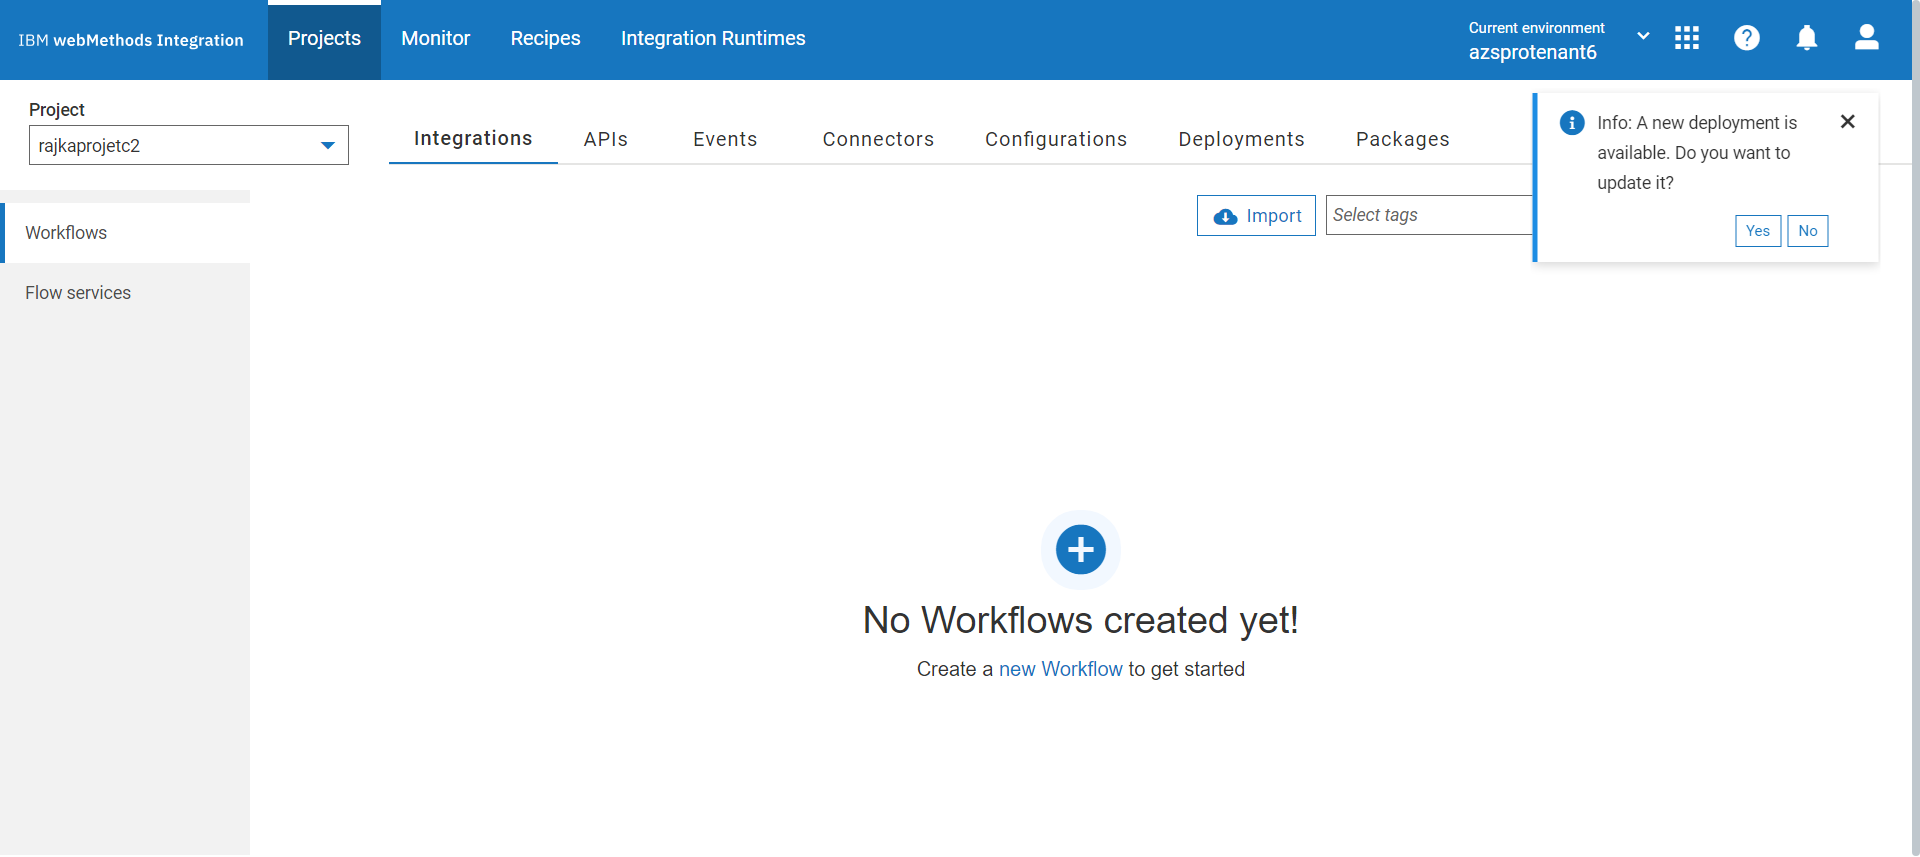 IBM webMethods Integration
Projects
Monitor
Recipes
Integration Runtimes
Current environment
azsprotenant6
Project
rajkaprojetc2
Integrations
APIs
Events
Connectors
Configurations
Deployments
Packages
Info: A new deployment is
available. Do you want to
update it?
Yes
No
Import
Select tags
Workflows
Flow services
No Workflows created yet!
Create a new Workflow to get started